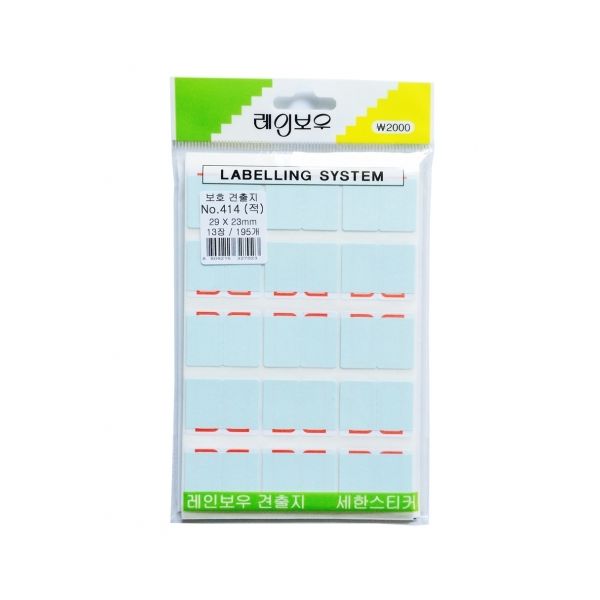 레인보우
₩2000
LABELLING SYSTEM
보호 견출지
No.414 (적)
29 X 23mm
13장 / 195개
레인보우 견출지 세한스티커